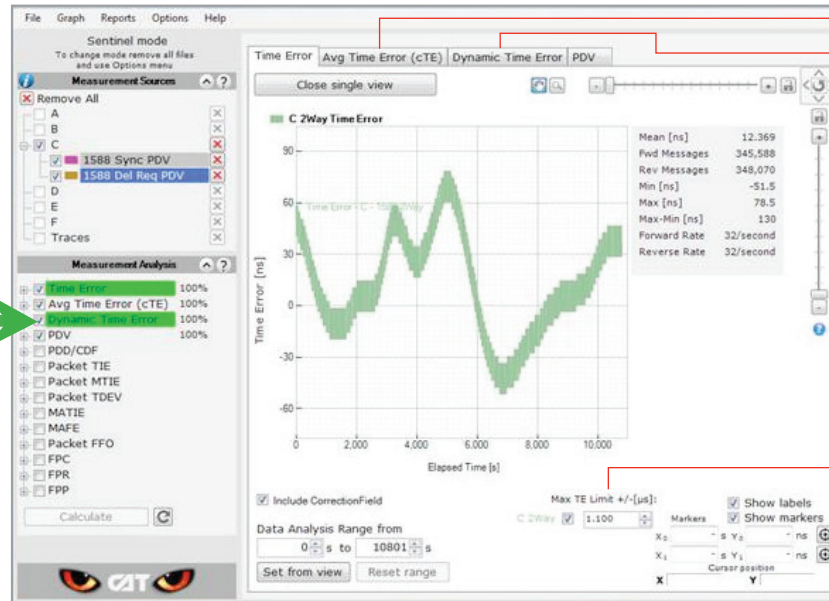 File Graph Reports Options Help
Sentinel mode
To change mode remove all files
and use Options menu
Measurement Sources ?
Remove All
A
B
C
1588 Sync PDV
1588 Del Req PDV
D
E
F
Traces
Measurement Analysis ?
Time Error 100%
Avg Time Error (cTE) 100%
Dynamic Time Error 100%
PDV 100%
PDD/CDF
Packet TIE
Packet MTIE
Packet TDEV
MATIE
MAFE
Packet FFO
FPC
FPR
FPP
Calculate
CAT
Time Error Avg Time Error (cTE) Dynamic Time Error PDV
Close single view
C 2Way Time Error
Mean [ns] 12.369
Fwd Messages 345,588
Rev Messages 348,070
Min [ns] -51.5
Max [ns] 78.5
Max-Min [ns] 130
Forward Rate 32/second
Reverse Rate 32/second
Time Error [ns]
90
60
30
0
-30
-60
0 2,000 4,000 6,000 8,000 10,000
Elapsed Time [s]
Include CorrectionField
Max TE Limit +/-[µs]:
C 2Way 1.100
Show labels
Show markers
Data Analysis Range from
0 s to 10801 s
Set from view Reset range
Markers
X₀ - s Y₀ - ns
X₁ - s Y₁ - ns
Cursor position
X Y